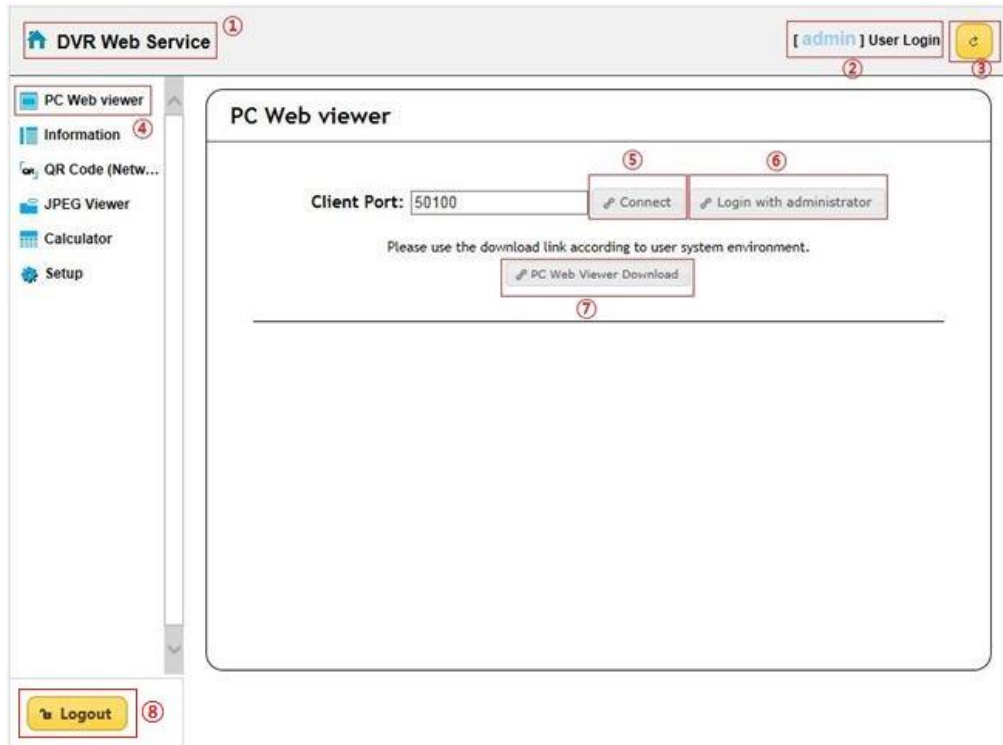 DVR Web Service ①
[ admin ] User Login
② ③
PC Web viewer
Information ④
QR Code (Netw...
JPEG Viewer
Calculator
Setup
PC Web viewer
⑤ ⑥
Client Port: 50100 Connect Login with administrator
Please use the download link according to user system environment.
PC Web Viewer Download
⑦
Logout ⑧